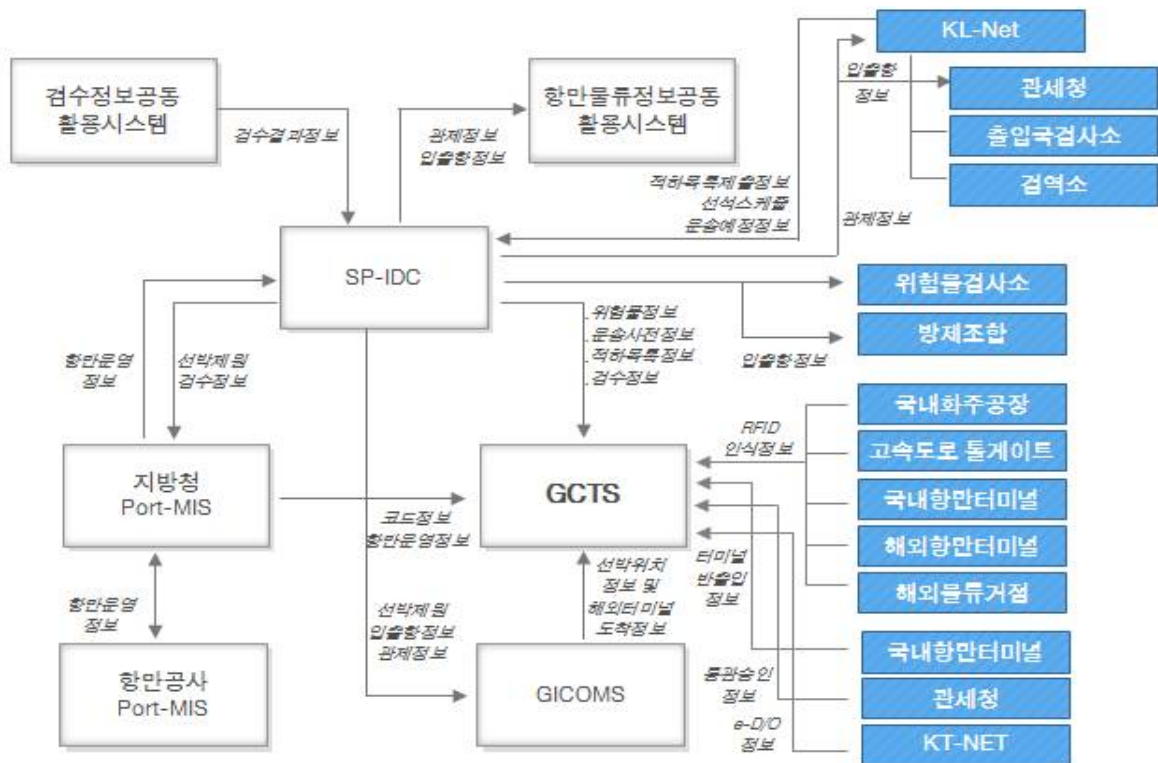 KL-Net
검수정보공동
활용시스템
항만물류정보공동
활용시스템
입출항
정보
관세청
출입국검사소
검역소
검수결과정보
관제정보
입출항정보
적하목록제출정보
선석스케쥴
운송예정정보
관제정보
SP-IDC
위험물검사소
방제조합
입출항정보
위험물정보
운송사전정보
적하목록정보
검수정보
항만운영
정보
선박제원
검수정보
국내화주공장
고속도로 톨게이트
국내항만터미널
해외항만터미널
해외물류거점
RFID
인식정보
지방청
Port-MIS
GCTS
코드정보
항만운영정보
선박위치
정보 및
해외터미널
도착정보
터미널
반출입
정보
항만운영
정보
선박제원
입출항정보
관제정보
항만공사
Port-MIS
GICOMS
통관승인
정보
e-D/O
정보
국내항만터미널
관세청
KT-NET